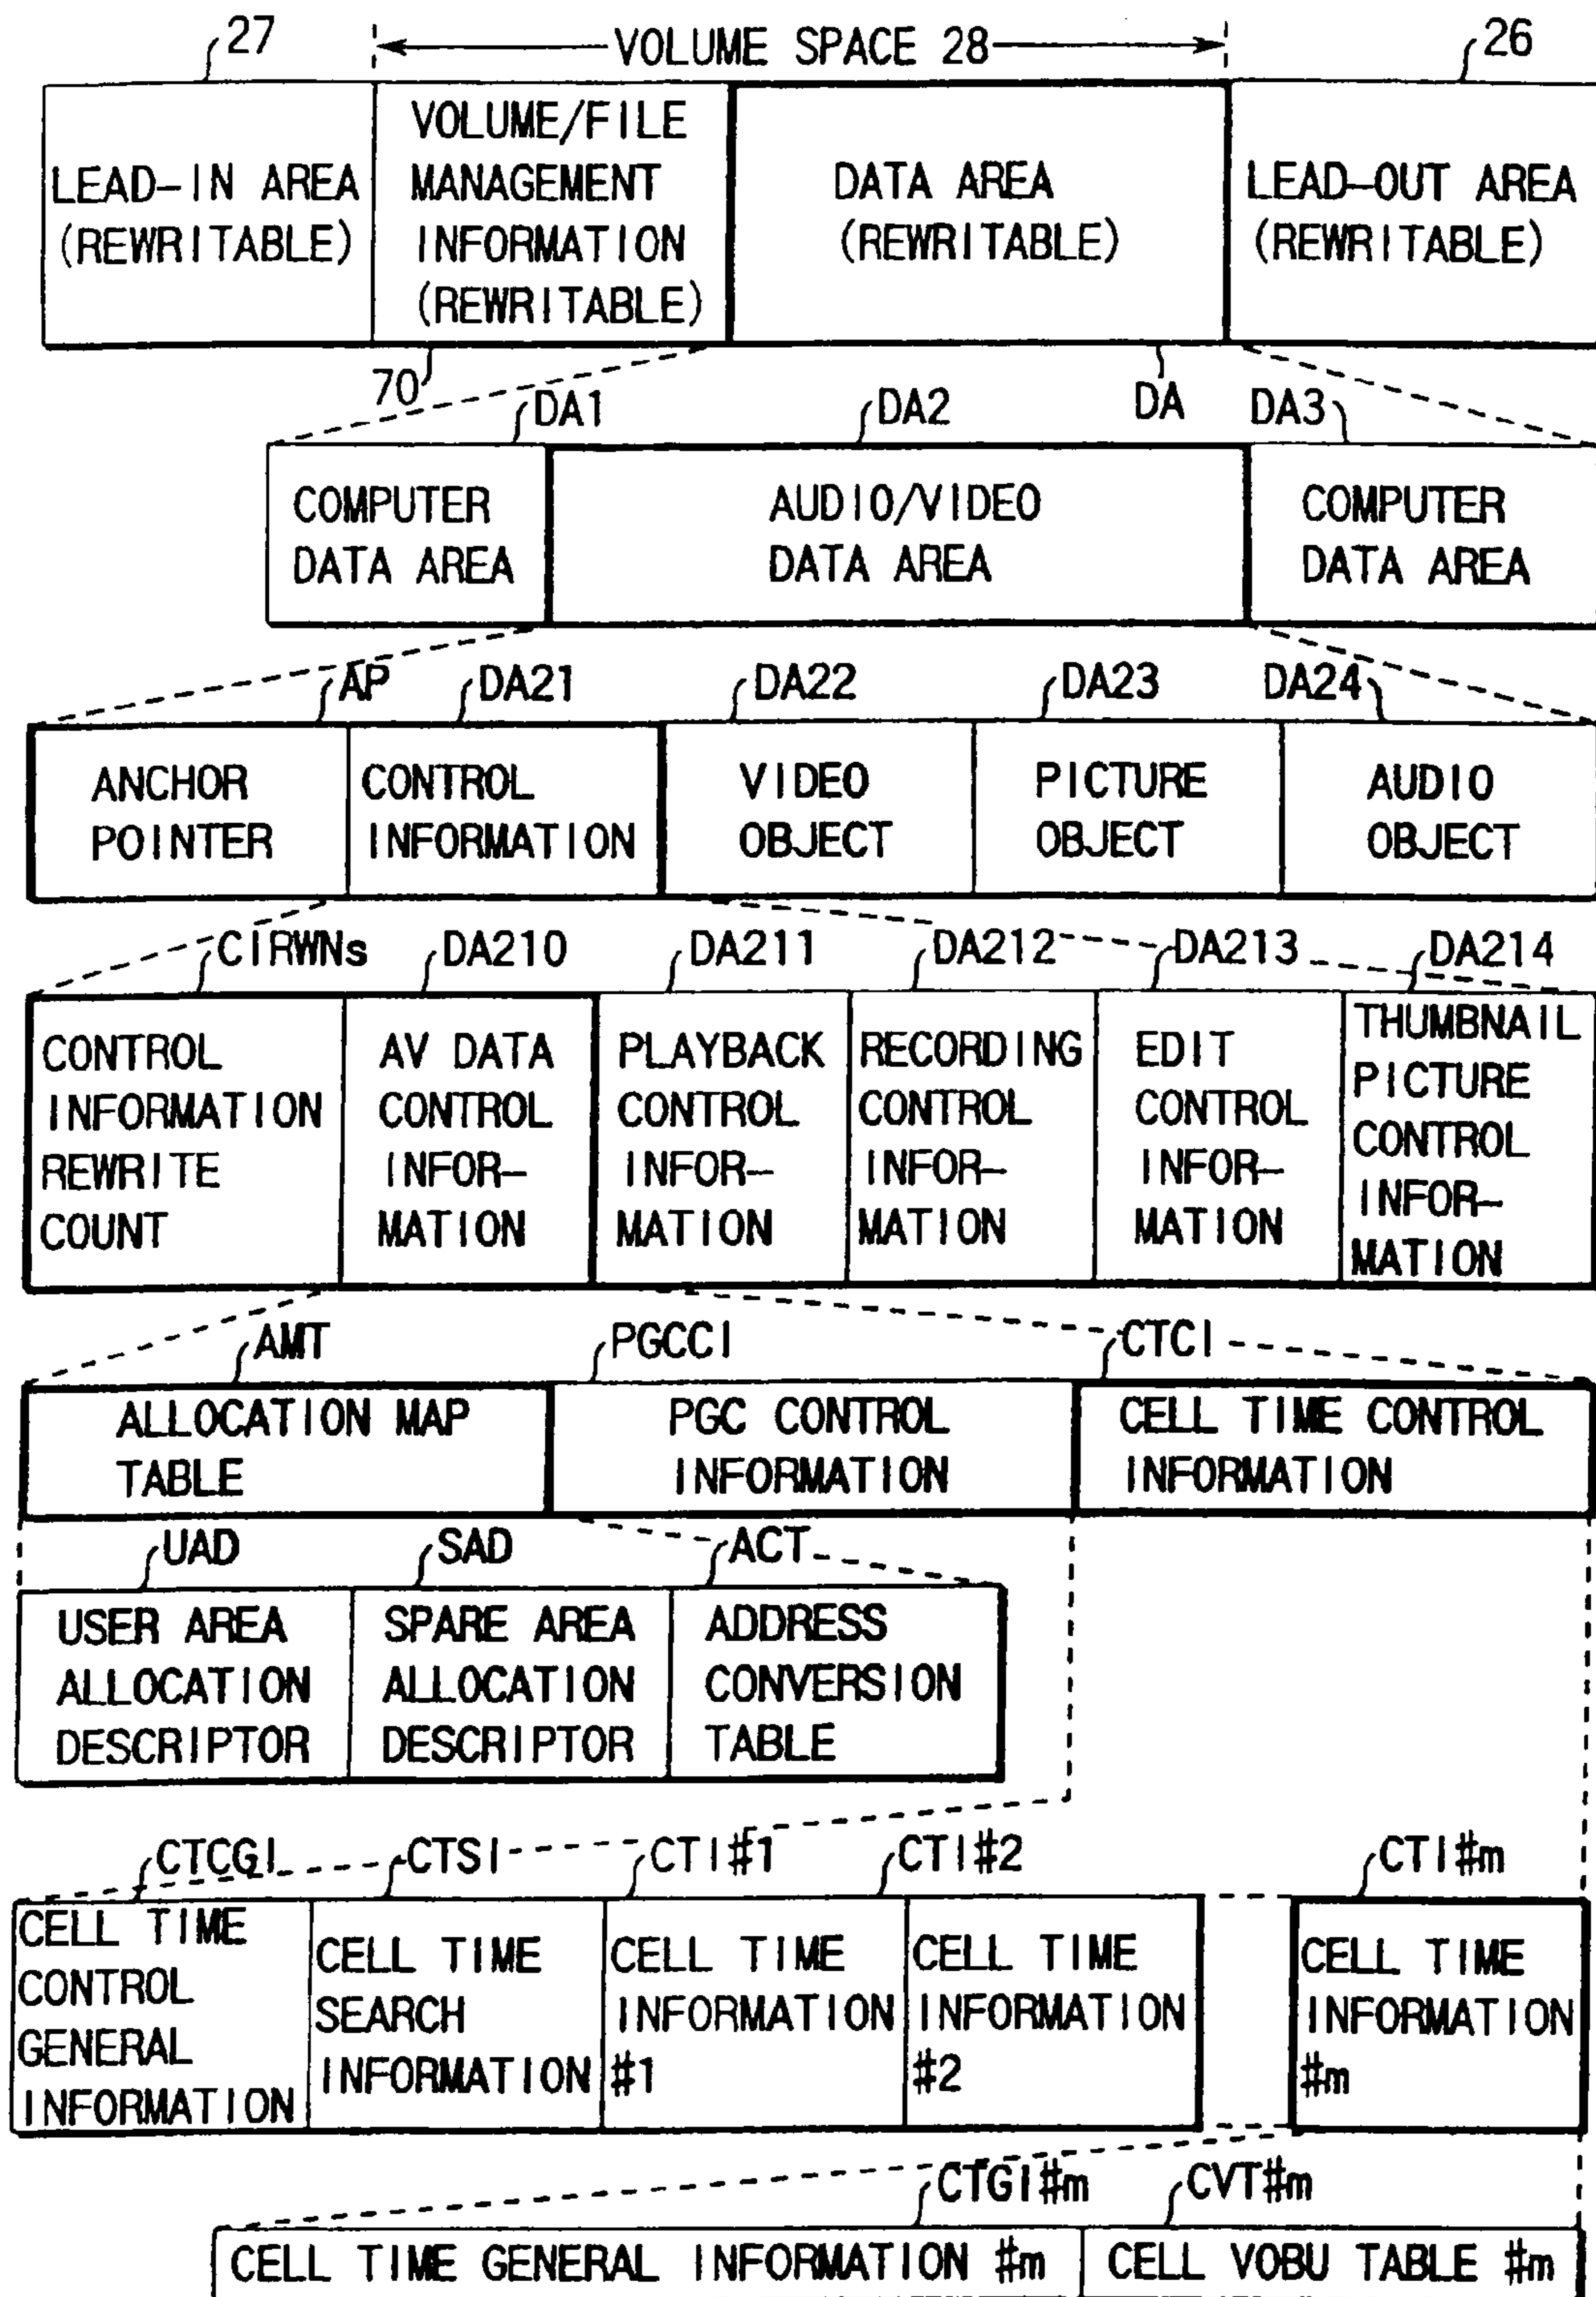 27
VOLUME SPACE 28
26
LEAD-IN AREA
(REWRITABLE)
VOLUME/FILE
MANAGEMENT
INFORMATION
(REWRITABLE)
DATA AREA
(REWRITABLE)
LEAD-OUT AREA
(REWRITABLE)
70
DA
DA1
DA2
DA3
COMPUTER
DATA AREA
AUDIO/VIDEO
DATA AREA
COMPUTER
DATA AREA
AP
DA21
DA22
DA23
DA24
ANCHOR
POINTER
CONTROL
INFORMATION
VIDEO
OBJECT
PICTURE
OBJECT
AUDIO
OBJECT
CIRWNs
DA210
DA211
DA212
DA213
DA214
CONTROL
INFORMATION
REWRITE
COUNT
AV DATA
CONTROL
INFOR-
MATION
PLAYBACK
CONTROL
INFOR-
MATION
RECORDING
CONTROL
INFOR-
MATION
EDIT
CONTROL
INFOR-
MATION
THUMBNAIL
PICTURE
CONTROL
INFOR-
MATION
AMT
PGCCI
CTCI
ALLOCATION MAP
TABLE
PGC CONTROL
INFORMATION
CELL TIME CONTROL
INFORMATION
UAD
SAD
ACT
USER AREA
ALLOCATION
DESCRIPTOR
SPARE AREA
ALLOCATION
DESCRIPTOR
ADDRESS
CONVERSION
TABLE
CTCGI
CTSI
CTI#1
CTI#2
CTI#m
CELL TIME
CONTROL
GENERAL
INFORMATION
CELL TIME
SEARCH
INFORMATION
CELL TIME
INFORMATION
#1
CELL TIME
INFORMATION
#2
CELL TIME
INFORMATION
#m
CTGI#m
CVT#m
CELL TIME GENERAL INFORMATION #m
CELL VOBU TABLE #m